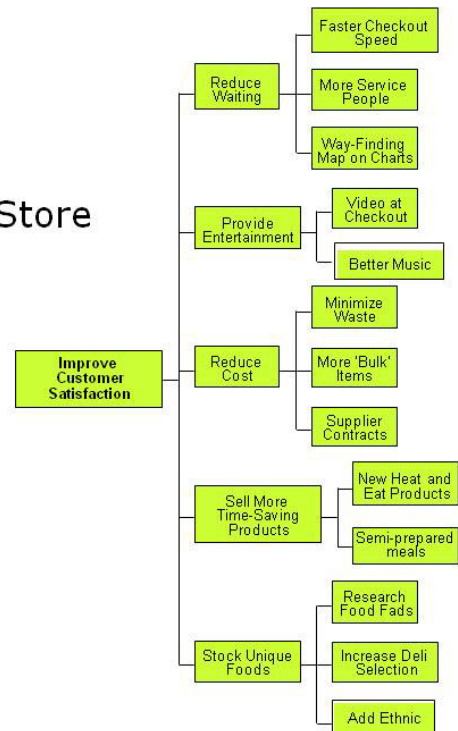 Store
Improve
Customer
Satisfaction
Reduce
Waiting
Faster Checkout
Speed
More Service
People
Way-Finding
Map on Charts
Provide
Entertainment
Video at
Checkout
Better Music
Reduce
Cost
Minimize
Waste
More 'Bulk'
Items
Supplier
Contracts
Sell More
Time-Saving
Products
New Heat and
Eat Products
Semi-prepared
meals
Stock Unique
Foods
Research
Food Fads
Increase Deli
Selection
Add Ethnic